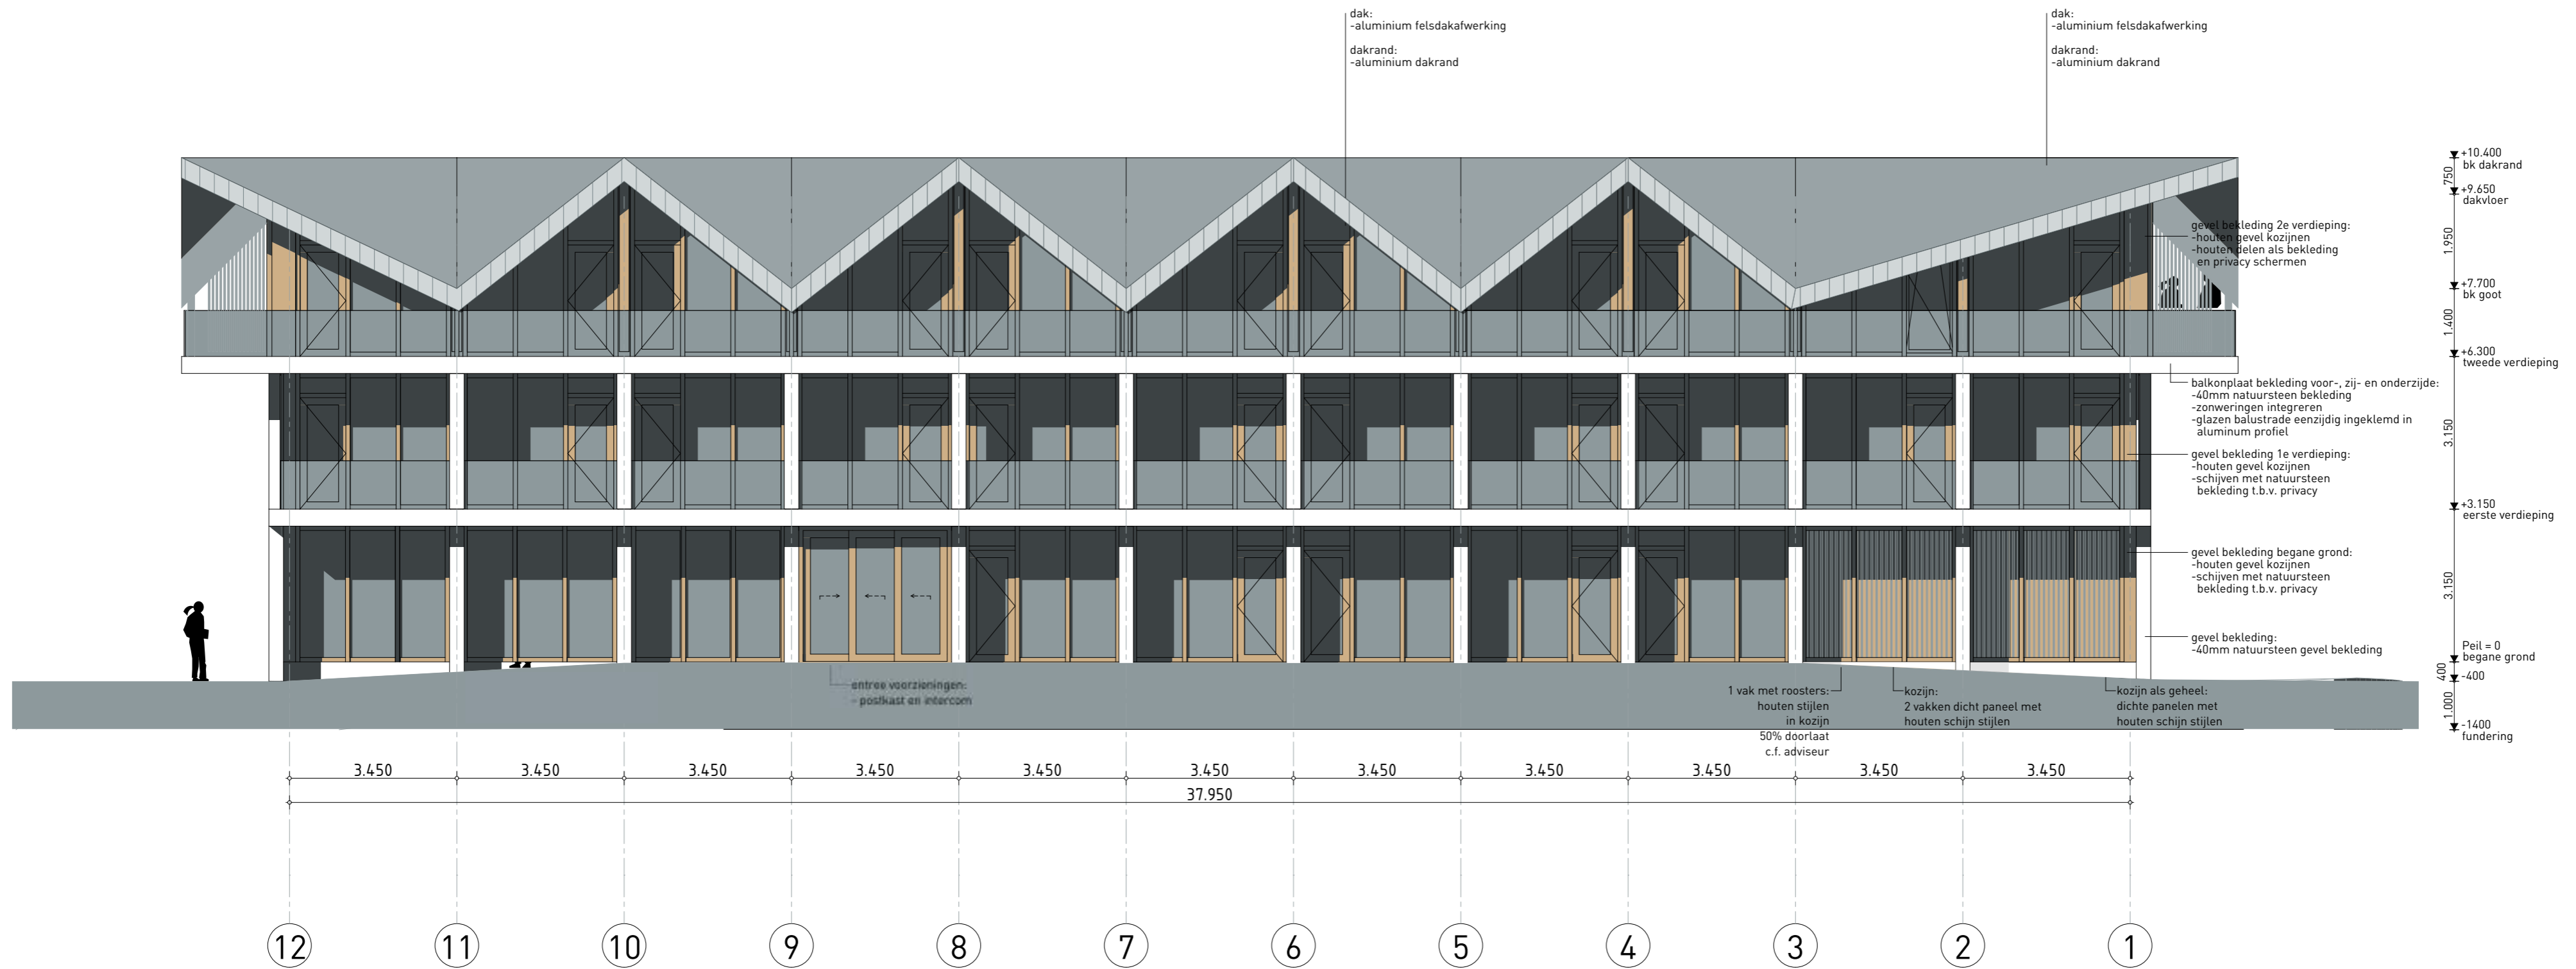 dak:
-aluminium felsdakafwerking
dakrand:
-aluminium dakrand
dak:
-aluminium felsdakafwerking
dakrand:
-aluminium dakrand
+10.400
bk dakrand
750
+9.650
dakvloer
1.950
+7.700
bk goot
1.400
+6.300
tweede verdieping
3.150
+3.150
eerste verdieping
3.150
Peil = 0
begane grond
400
-400
1.000
-1400
fundering
gevel bekleding 2e verdieping:
-houten gevel kozijnen
-houten delen als bekleding
en privacy schermen
balkonplaat bekleding voor-, zij- en onderzijde:
-40mm natuursteen bekleding
-zonweringen integreren
-glazen balustrade eenzijdig ingeklemd in
aluminum profiel
gevel bekleding 1e verdieping:
-houten gevel kozijnen
-schijven met natuursteen
bekleding t.b.v. privacy
gevel bekleding begane grond:
-houten gevel kozijnen
-schijven met natuursteen
bekleding t.b.v. privacy
gevel bekleding:
-40mm natuursteen gevel bekleding
entree voorzieningen:
- postkast en intercom
1 vak met roosters:
houten stijlen
in kozijn
50% doorlaat
c.f. adviseur
kozijn:
2 vakken dicht paneel met
houten schijn stijlen
kozijn als geheel:
dichte panelen met
houten schijn stijlen
3.450 3.450 3.450 3.450 3.450 3.450 3.450 3.450 3.450 3.450 3.450
37.950
12 11 10 9 8 7 6 5 4 3 2 1